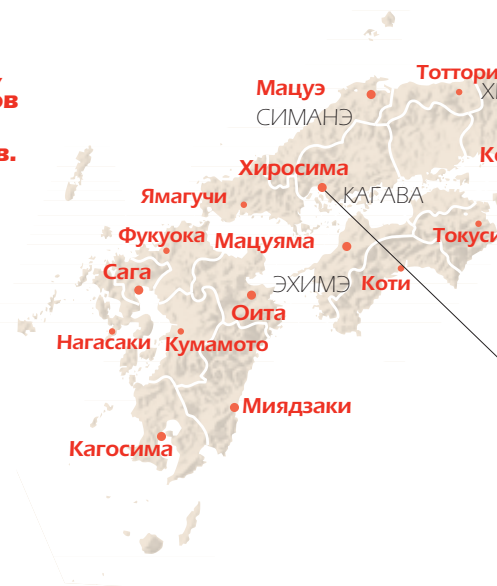 Тоттори
Мацуэ
СИМАНЭ
Хиросима
КАГАВА
Ямагучи
Фукуока
Мацуяма
Токуси
Сага
ЭХИМЭ
Коти
Оита
Нагасаки
Кумамото
Миядзаки
Кагосима